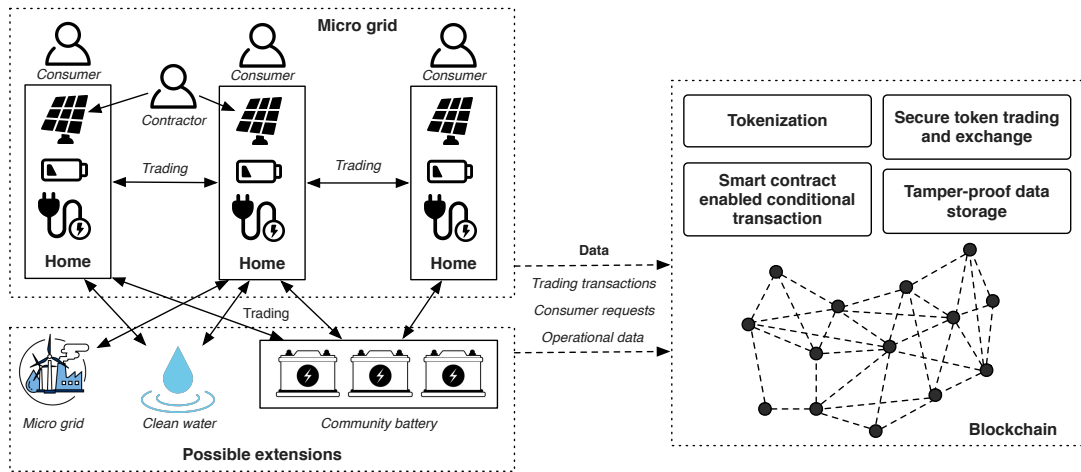 Micro grid
Consumer
Consumer
Consumer
Contractor
Trading
Trading
Home
Home
Home
Trading
Micro grid
Clean water
Community battery
Possible extensions
Data
Trading transactions
Consumer requests
Operational data
Tokenization
Secure token trading
and exchange
Smart contract
enabled conditional
transaction
Tamper-proof data
storage
Blockchain